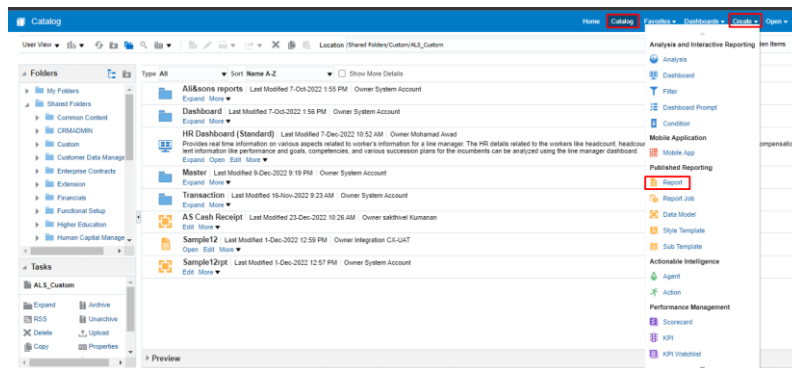 Catalog
Home Catalog Favorites Dashboards Create Open
User View Location /Shared Folders/Custom/ALS_Custom
Folders
My Folders
Shared Folders
Common Content
CRMADMIN
Custom
Customer Data Manage
Enterprise Contracts
Extension
Financials
Functional Setup
Higher Education
Human Capital Manage
Tasks
ALS_Custom
Expand Archive
RSS Unarchive
Delete Upload
Copy Properties
Type All Sort Name A-Z Show More Details
Ali&sons reports | Last Modified 7-Oct-2022 1:55 PM | Owner System Account
Expand More
Dashboard | Last Modified 7-Oct-2022 1:56 PM | Owner System Account
Expand More
HR Dashboard (Standard) | Last Modified 7-Dec-2022 10:52 AM | Owner Mohamad Awad
Provides real time information on various aspects related to worker's information for a line manager. The HR details related to the workers like headcount, headcou
lent information like performance and goals, competencies, and various succession plans for the incumbents can be analyzed using the line manager dashboard.
Expand Open Edit More
Master | Last Modified 9-Dec-2022 9:19 PM | Owner System Account
Expand More
Transaction | Last Modified 16-Nov-2022 9:23 AM | Owner System Account
Expand More
AS Cash Receipt | Last Modified 23-Dec-2022 10:26 AM | Owner sakthivel Kumanan
Edit More
Sample12 | Last Modified 1-Dec-2022 12:59 PM | Owner Integration CX-UAT
Open Edit More
Sample12rpt | Last Modified 1-Dec-2022 12:57 PM | Owner System Account
Edit More
Preview
Analysis and Interactive Reporting
Analysis
Dashboard
Filter
Dashboard Prompt
Condition
Mobile Application
Mobile App
Published Reporting
Report
Report Job
Data Model
Style Template
Sub Template
Actionable Intelligence
Agent
Action
Performance Management
Scorecard
KPI
KPI Watchlist
den Items
ompensatio